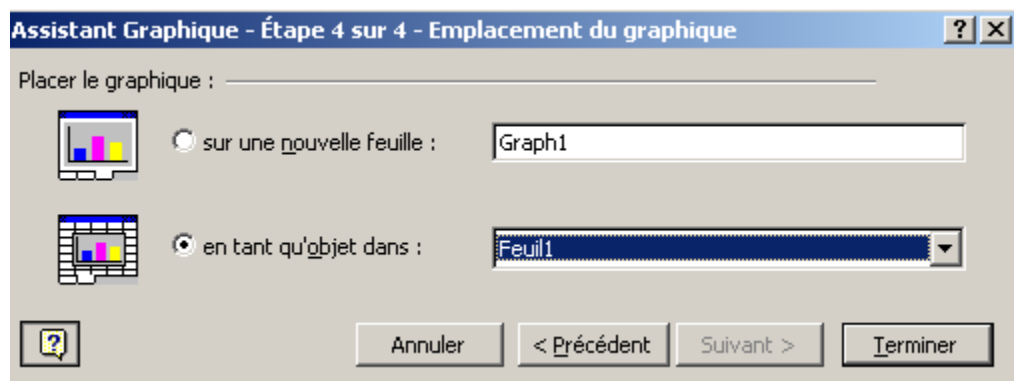 Assistant Graphique - Étape 4 sur 4 - Emplacement du graphique
Placer le graphique :
sur une nouvelle feuille : Graph1
en tant qu'objet dans : Feuil1
Annuler < Précédent Suivant > Terminer